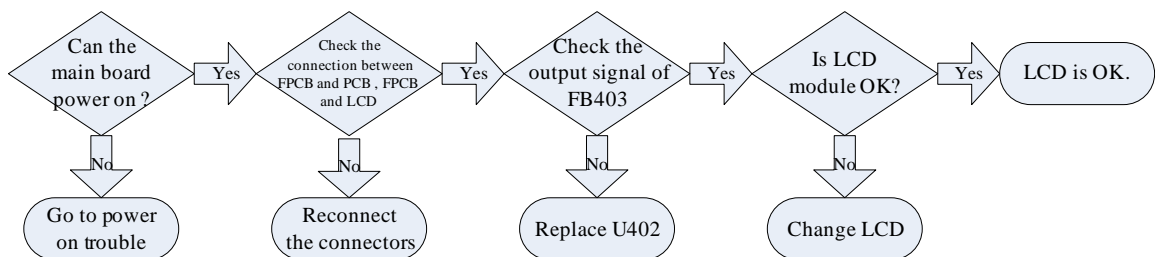 Can the
main board
power on ?
Yes
Check the
connection between
FPCB and PCB , FPCB
and LCD
Yes
Check the
output signal of
FB403
Yes
Is LCD
module OK?
Yes
LCD is OK.
No
No
No
No
Go to power
on trouble
Reconnect
the connectors
Replace U402
Change LCD